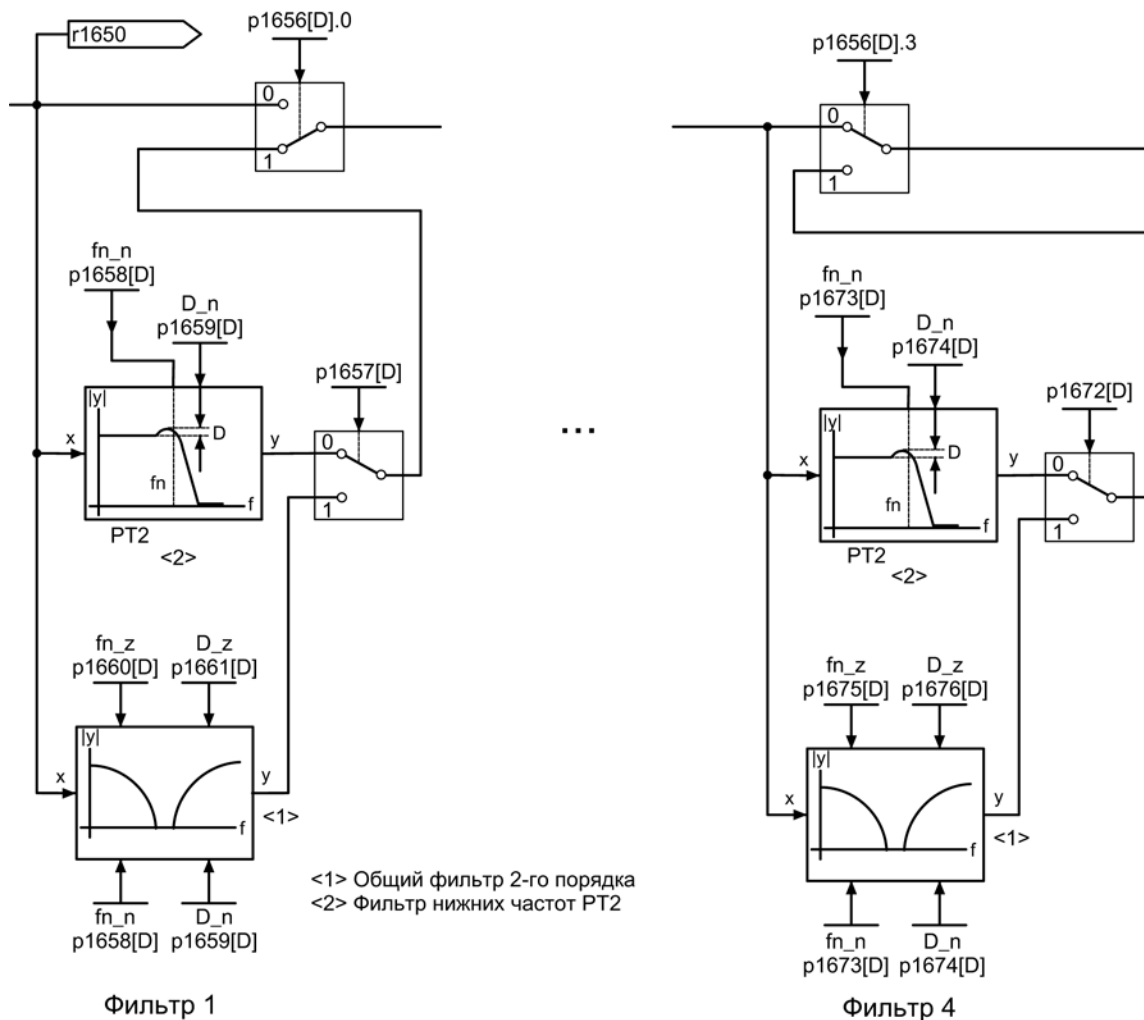 r1650
p1656[D].0
0
1
fn_n
p1658[D]
D_n
p1659[D]
p1657[D]
|y|
x
D
fn
f
y
0
1
PT2
<2>
fn_z
p1660[D]
D_z
p1661[D]
|y|
x
f
y
<1>
fn_n
p1658[D]
D_n
p1659[D]
<1> Общий фильтр 2-го порядка
<2> Фильтр нижних частот PT2
Фильтр 1
...
p1656[D].3
0
1
fn_n
p1673[D]
D_n
p1674[D]
p1672[D]
|y|
x
D
fn
f
y
0
1
PT2
<2>
fn_z
p1675[D]
D_z
p1676[D]
|y|
x
f
y
<1>
fn_n
p1673[D]
D_n
p1674[D]
Фильтр 4